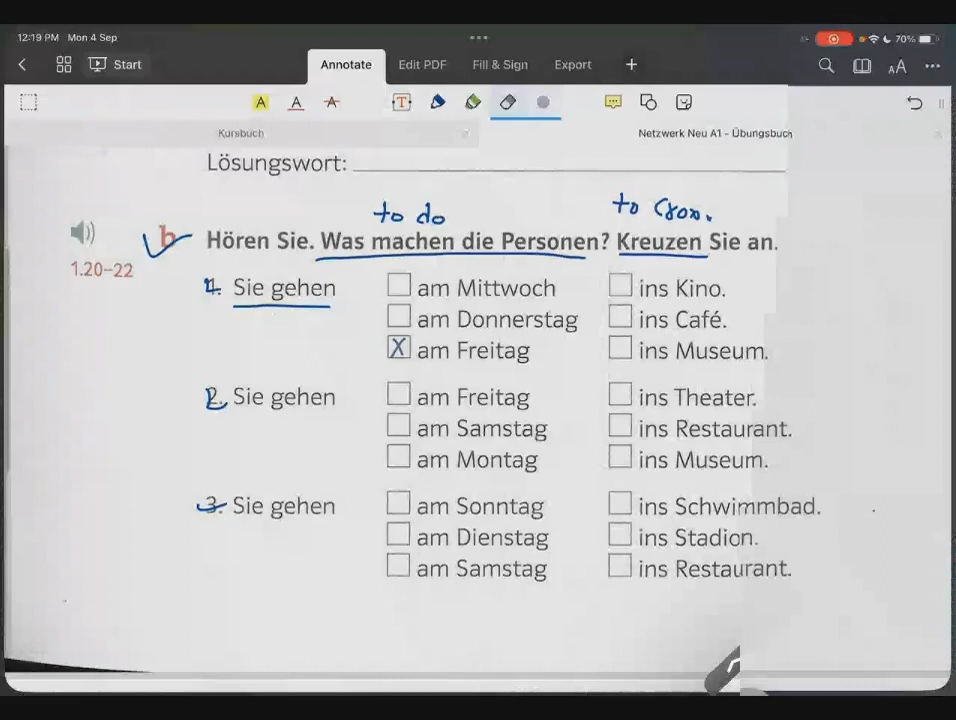 12:19 PM Mon 4 Sep 70%
Start Annotate Edit PDF Fill & Sign Export
Kursbuch Netzwerk Neu A1 - Übungsbuch
Lösungswort:
to do to cross.
b Hören Sie. Was machen die Personen? Kreuzen Sie an.
1.20–22
1. Sie gehen am Mittwoch ins Kino.
am Donnerstag ins Café.
X am Freitag ins Museum.
2. Sie gehen am Freitag ins Theater.
am Samstag ins Restaurant.
am Montag ins Museum.
3. Sie gehen am Sonntag ins Schwimmbad.
am Dienstag ins Stadion.
am Samstag ins Restaurant.